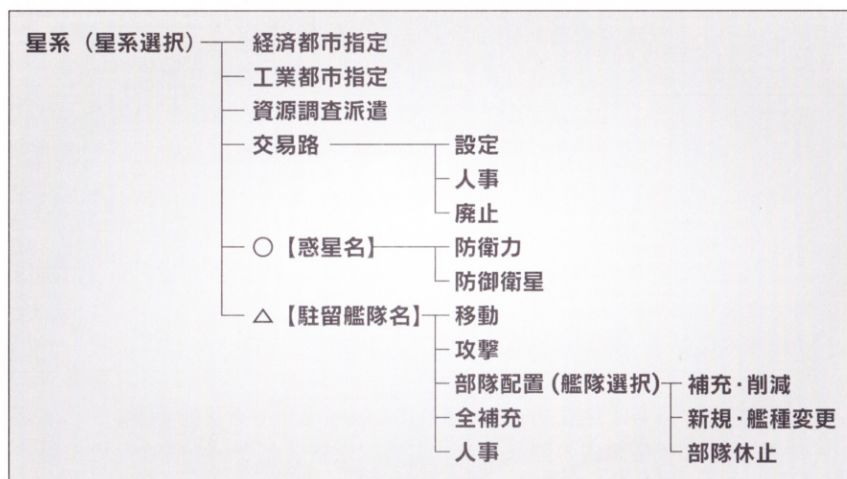 星系（星系選択）
経済都市指定
工業都市指定
資源調査派遣
交易路
設定
人事
廃止
○【惑星名】
防衛力
防御衛星
△【駐留艦隊名】
移動
攻撃
部隊配置（艦隊選択）
補充・削減
新規・艦種変更
部隊休止
全補充
人事